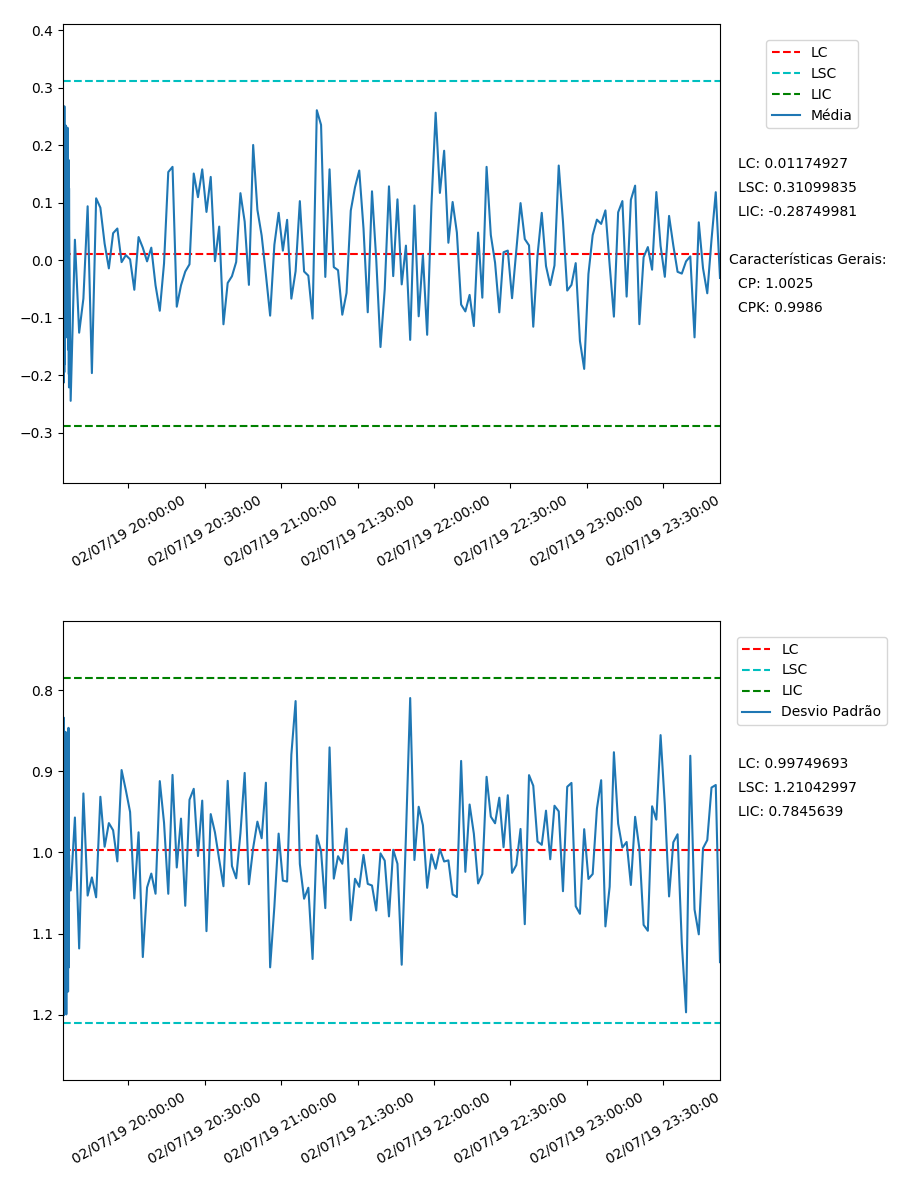 0.4
0.3
0.2
0.1
0.0
−0.1
−0.2
−0.3
02/07/19 20:00:00
02/07/19 20:30:00
02/07/19 21:00:00
02/07/19 21:30:00
02/07/19 22:00:00
02/07/19 22:30:00
02/07/19 23:00:00
02/07/19 23:30:00
LC
LSC
LIC
Média
LC: 0.01174927
LSC: 0.31099835
LIC: -0.28749981
Características Gerais:
CP: 1.0025
CPK: 0.9986
0.8
0.9
1.0
1.1
1.2
02/07/19 20:00:00
02/07/19 20:30:00
02/07/19 21:00:00
02/07/19 21:30:00
02/07/19 22:00:00
02/07/19 22:30:00
02/07/19 23:00:00
02/07/19 23:30:00
LC
LSC
LIC
Desvio Padrão
LC: 0.99749693
LSC: 1.21042997
LIC: 0.7845639